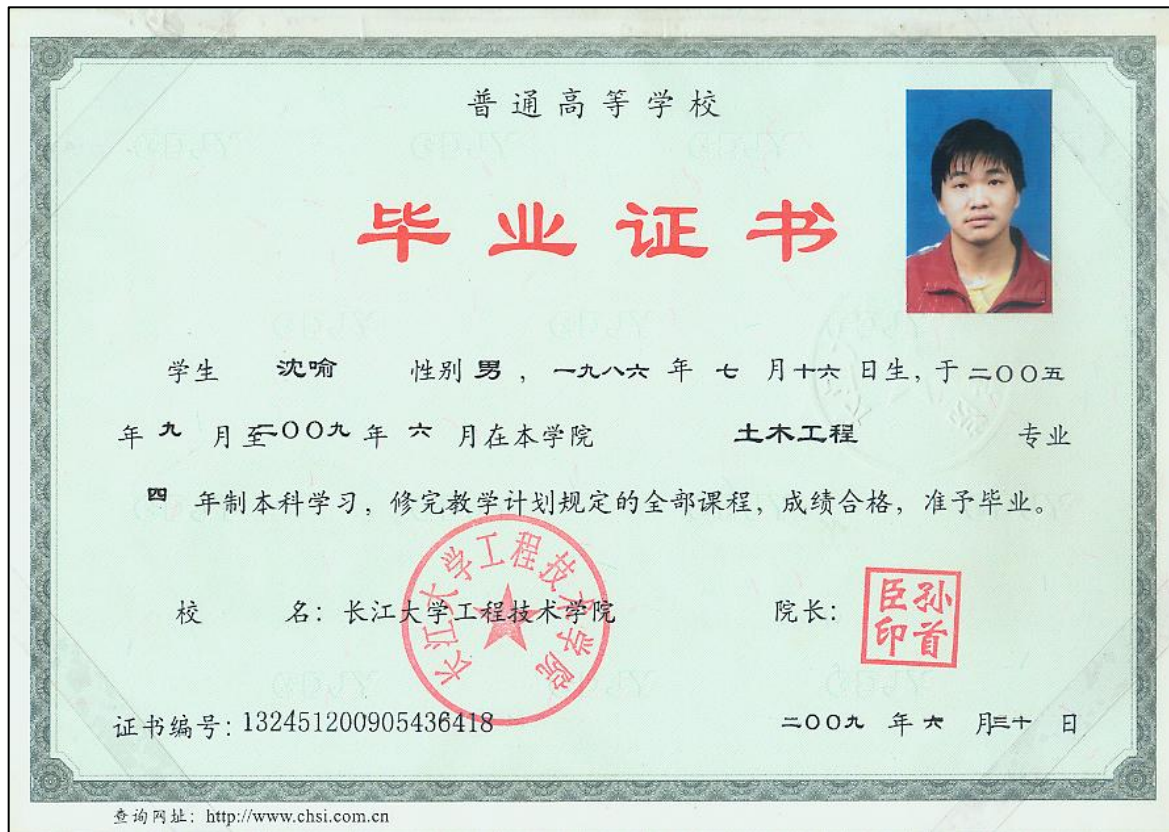 普通高等学校
毕业证书
学生 沈喻 性别 男，一九八六 年 七 月 十六 日生，于 二〇〇五
年 九 月至 二〇〇九 年 六 月在本学院 土木工程 专业
四 年制本科学习，修完教学计划规定的全部课程，成绩合格，准予毕业。
校 名：长江大学工程技术学院 院长：
长江大学工程技术学院
孙首臣印
证书编号：132451200905436418 二〇〇九 年 六 月 三十 日
查询网址：http://www.chsi.com.cn